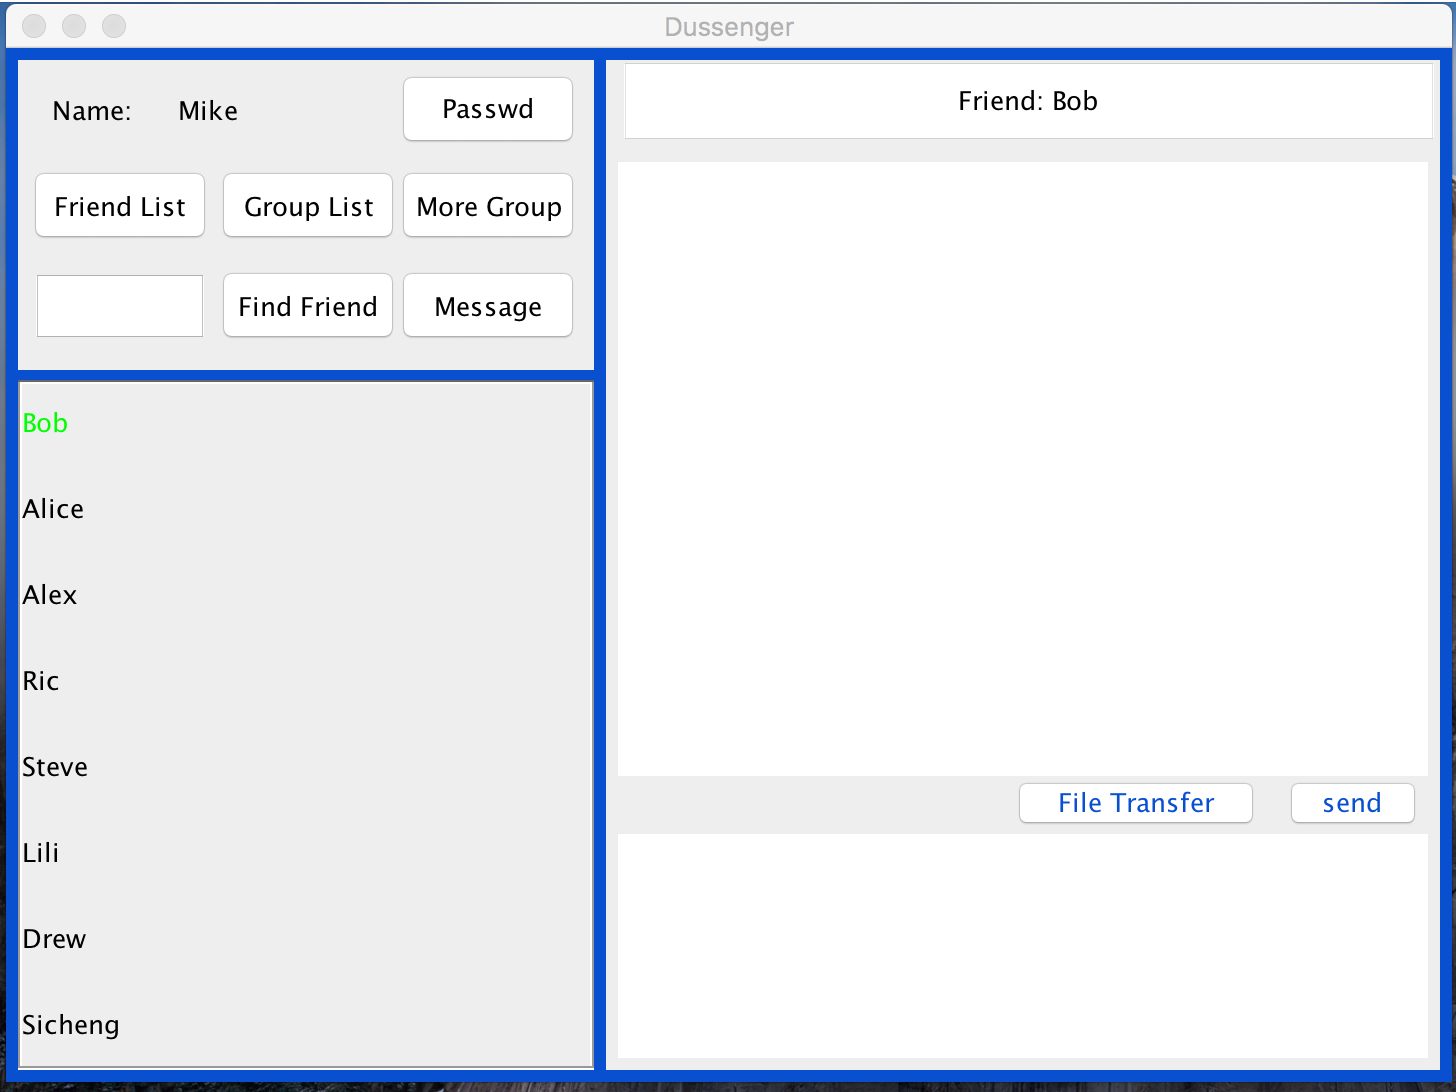 Dussenger
Name: Mike
Passwd
Friend List
Group List
More Group
Find Friend
Message
Bob
Alice
Alex
Ric
Steve
Lili
Drew
Sicheng
Friend: Bob
File Transfer
send